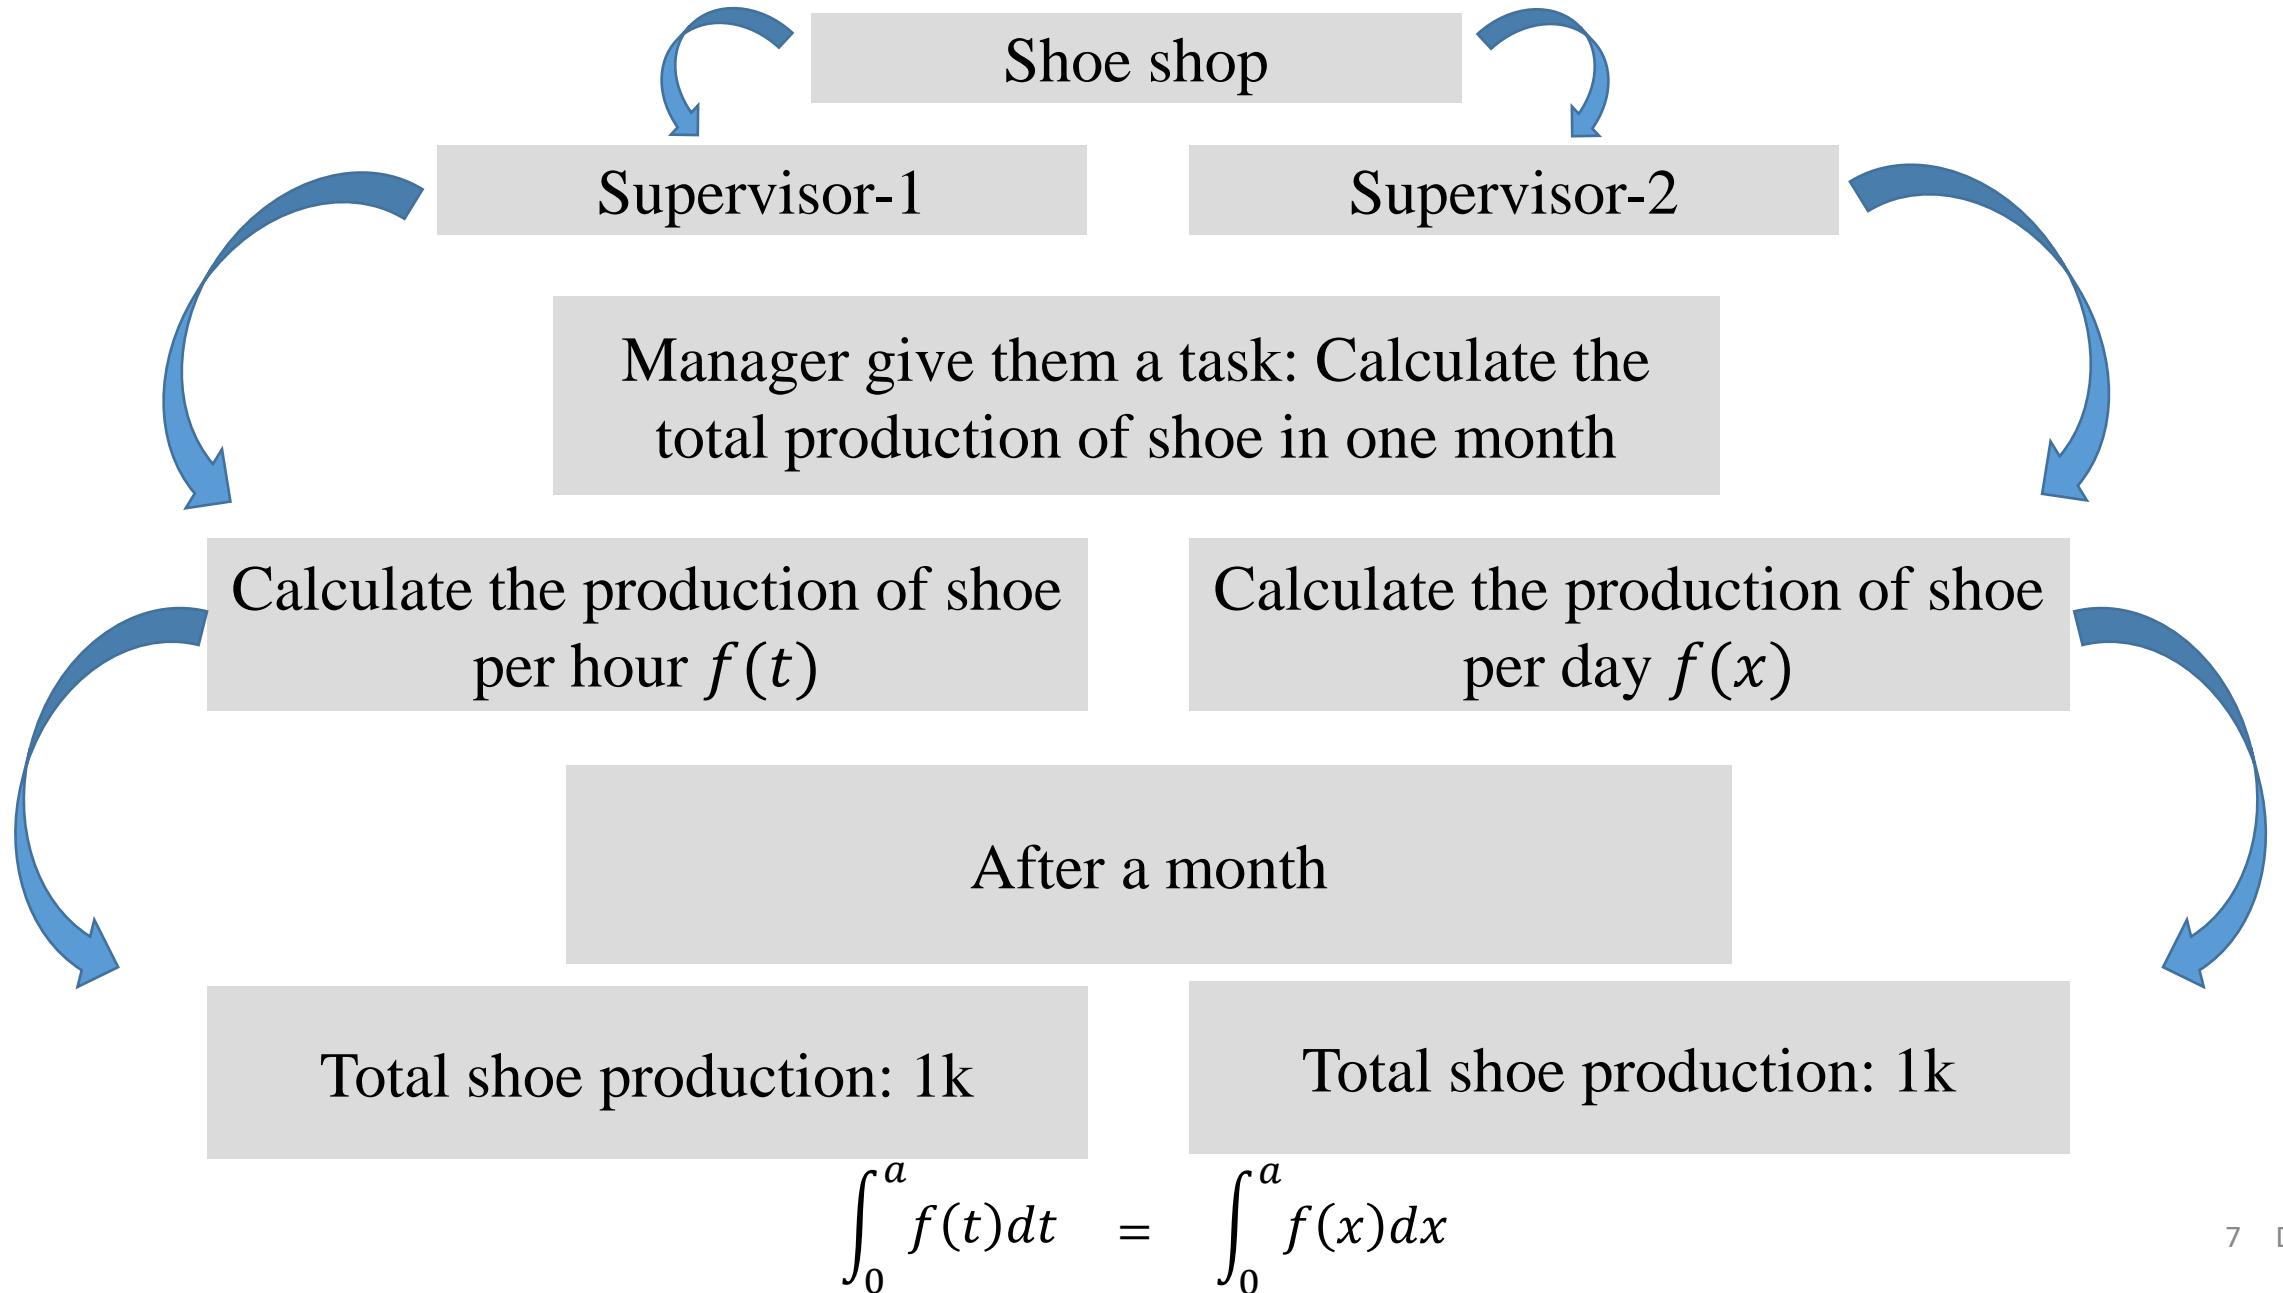 Shoe shop
Supervisor-1
Supervisor-2
Manager give them a task: Calculate the
total production of shoe in one month
Calculate the production of shoe
per hour 𝑓(𝑡)
Calculate the production of shoe
per day 𝑓(𝑥)
After a month
Total shoe production: 1k
Total shoe production: 1k
∫₀ᵃ 𝑓(𝑡)𝑑𝑡 = ∫₀ᵃ 𝑓(𝑥)𝑑𝑥
7